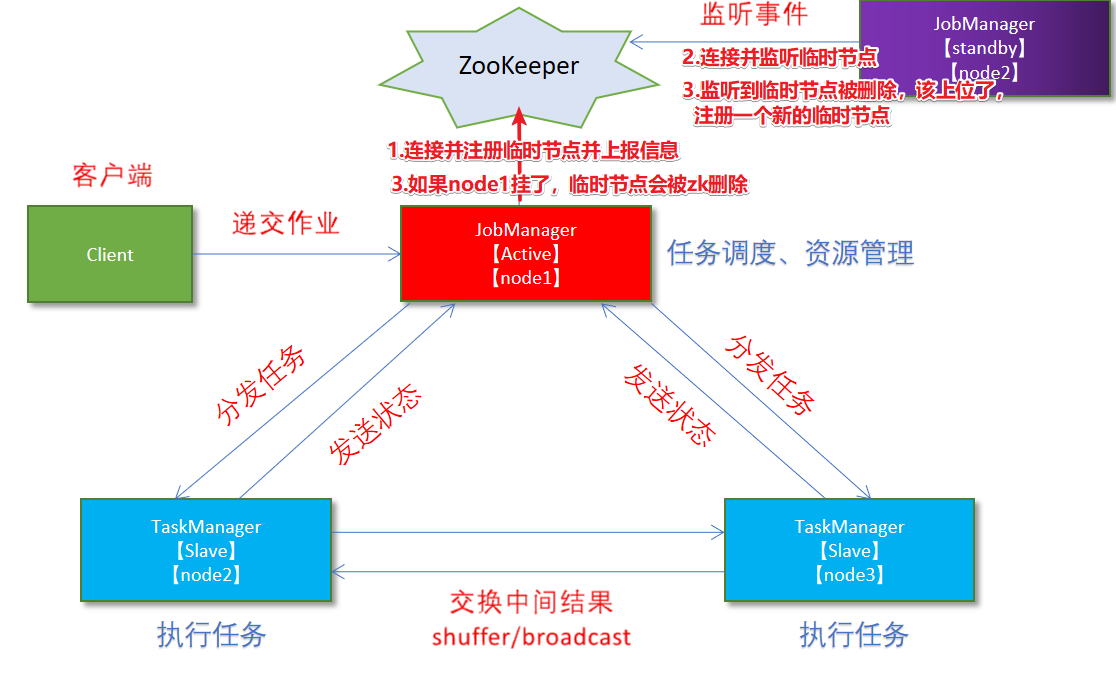 监听事件
JobManager
【standby】
【node2】
ZooKeeper
2.连接并监听临时节点
3.监听到临时节点被删除，该上位了，
注册一个新的临时节点
1.连接并注册临时节点并上报信息
3.如果node1挂了，临时节点会被zk删除
客户端
Client
递交作业
JobManager
【Active】
【node1】
任务调度、资源管理
分发任务
发送状态
发送状态
分发任务
TaskManager
【Slave】
【node2】
TaskManager
【Slave】
【node3】
交换中间结果
shuffer/broadcast
执行任务
执行任务